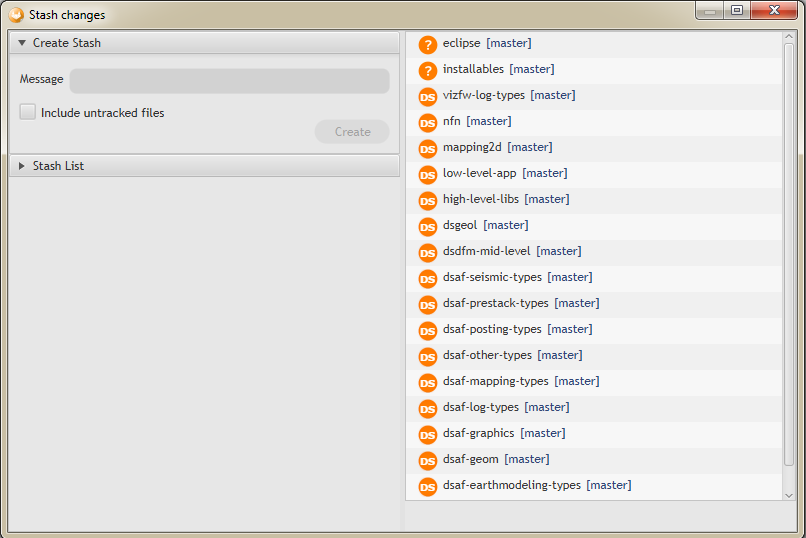 Stash changes
Create Stash
Message
Include untracked files
Create
Stash List
? eclipse [master]
? installables [master]
DS vizfw-log-types [master]
DS nfn [master]
DS mapping2d [master]
DS low-level-app [master]
DS high-level-libs [master]
DS dsgeol [master]
DS dsdfm-mid-level [master]
DS dsaf-seismic-types [master]
DS dsaf-prestack-types [master]
DS dsaf-posting-types [master]
DS dsaf-other-types [master]
DS dsaf-mapping-types [master]
DS dsaf-log-types [master]
DS dsaf-graphics [master]
DS dsaf-geom [master]
DS dsaf-earthmodeling-types [master]